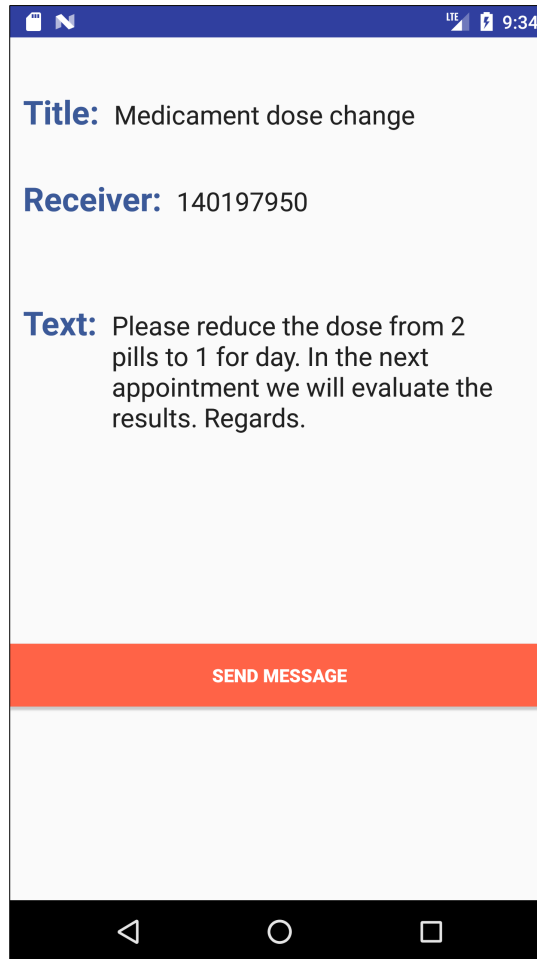 LTE 9:34
Title: Medicament dose change
Receiver: 140197950
Text: Please reduce the dose from 2
pills to 1 for day. In the next
appointment we will evaluate the
results. Regards.
SEND MESSAGE